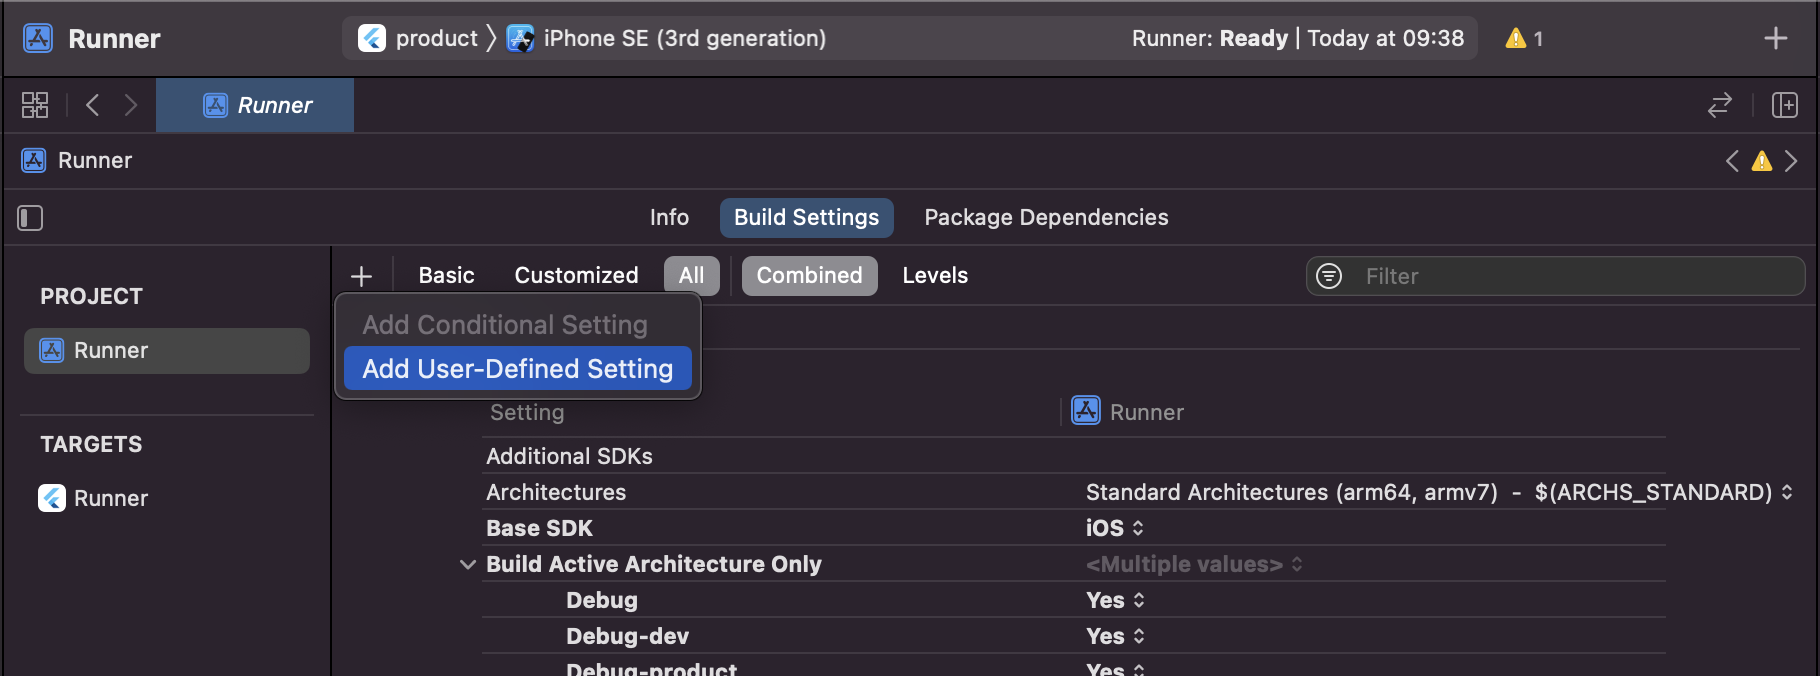 Runner
product
iPhone SE (3rd generation)
Runner: Ready | Today at 09:38
1
Runner
Runner
Info
Build Settings
Package Dependencies
Basic
Customized
All
Combined
Levels
Filter
PROJECT
Runner
TARGETS
Runner
Add Conditional Setting
Add User-Defined Setting
Setting
Runner
Additional SDKs
Architectures
Standard Architectures (arm64, armv7) - $(ARCHS_STANDARD)
Base SDK
iOS
Build Active Architecture Only
<Multiple values>
Debug
Yes
Debug-dev
Yes
Debug-product
Yes